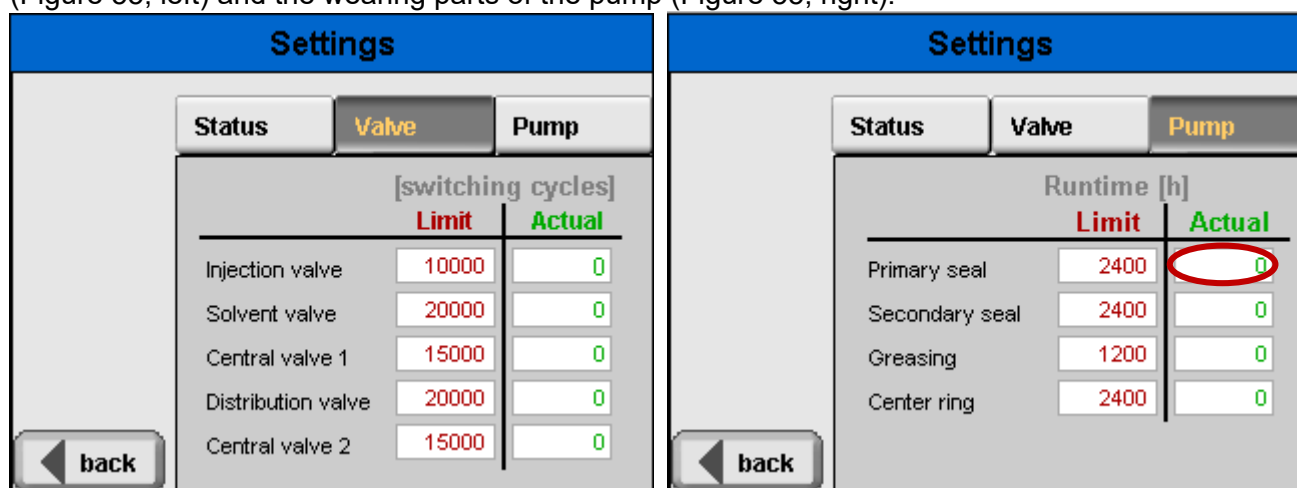 Settings
Status Valve Pump
[switching cycles]
Limit Actual
Injection valve 10000 0
Solvent valve 20000 0
Central valve 1 15000 0
Distribution valve 20000 0
Central valve 2 15000 0
back
Settings
Status Valve Pump
Runtime [h]
Limit Actual
Primary seal 2400 0
Secondary seal 2400 0
Greasing 1200 0
Center ring 2400 0
back